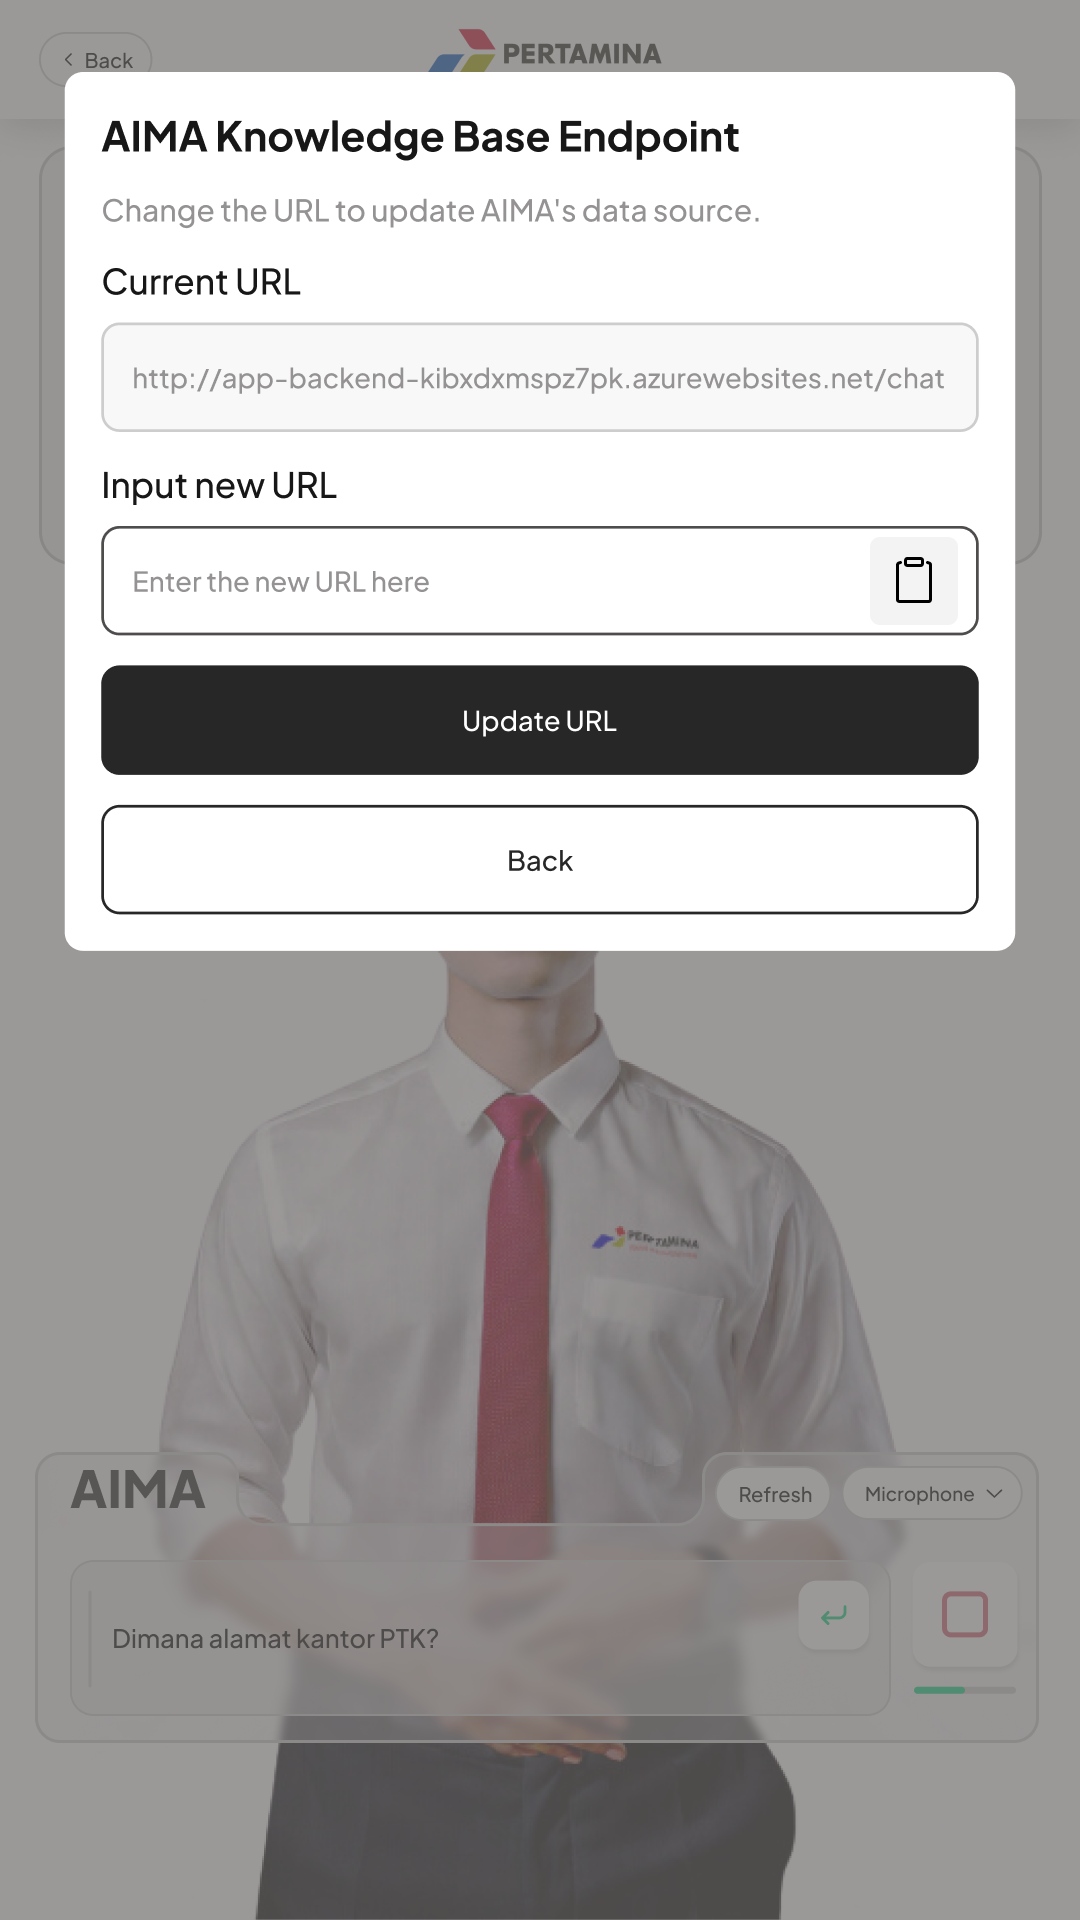 Back
PERTAMINA
AIMA Knowledge Base Endpoint
Change the URL to update AIMA's data source.
Current URL
http://app-backend-kibxdxmspz7pk.azurewebsites.net/chat
Input new URL
Enter the new URL here
Update URL
Back
PERTAMINA
AIMA
Refresh
Microphone
Dimana alamat kantor PTK?